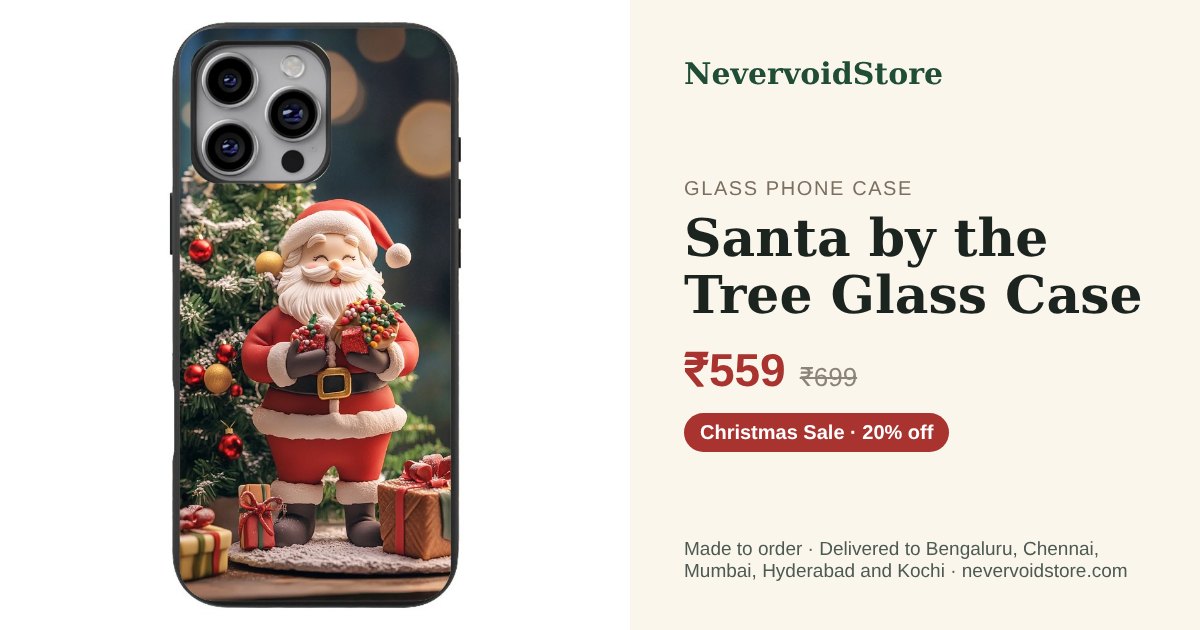 NevervoidStore
GLASS PHONE CASE
Santa by the
Tree Glass Case
₹559 ₹699
Christmas Sale · 20% off
Made to order · Delivered to Bengaluru, Chennai,
Mumbai, Hyderabad and Kochi · nevervoidstore.com